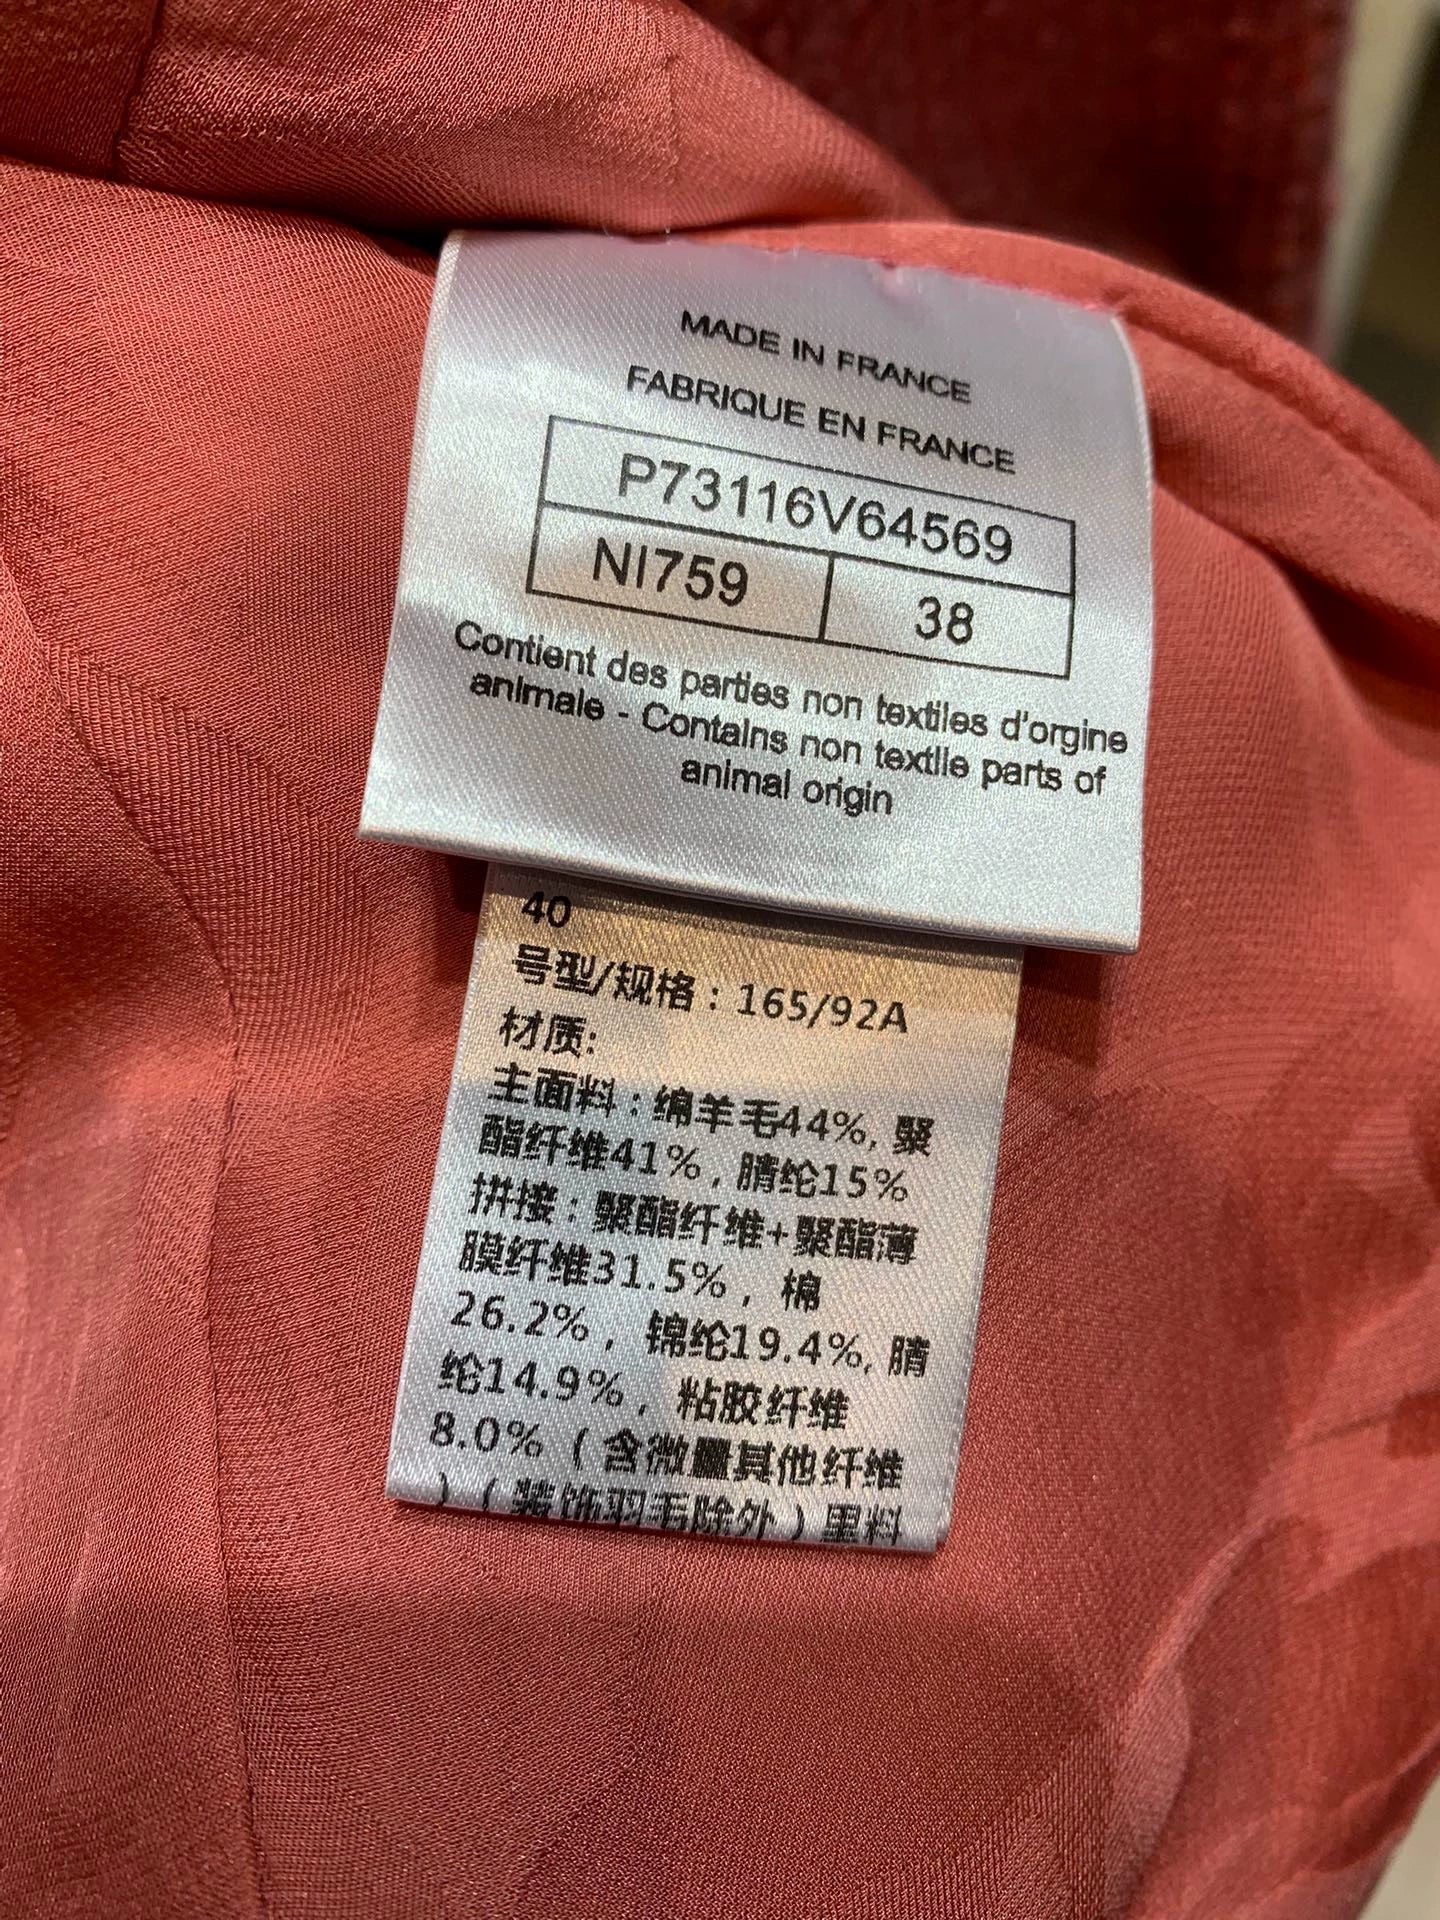 MADE IN FRANCE
FABRIQUE EN FRANCE
P73116V64569
NI759 38
Contient des parties non textiles d'orgine
animale - Contains non textile parts of
animal origin
40
号型/规格：165/92A
材质:
主面料：绵羊毛44%, 聚
酯纤维41%, 腈纶15%
拼接：聚酯纤维+聚酯薄
膜纤维31.5%, 棉
26.2%, 锦纶19.4%, 腈
纶14.9%, 粘胶纤维
8.0%（含微量其他纤维
）（装饰羽毛除外）里料